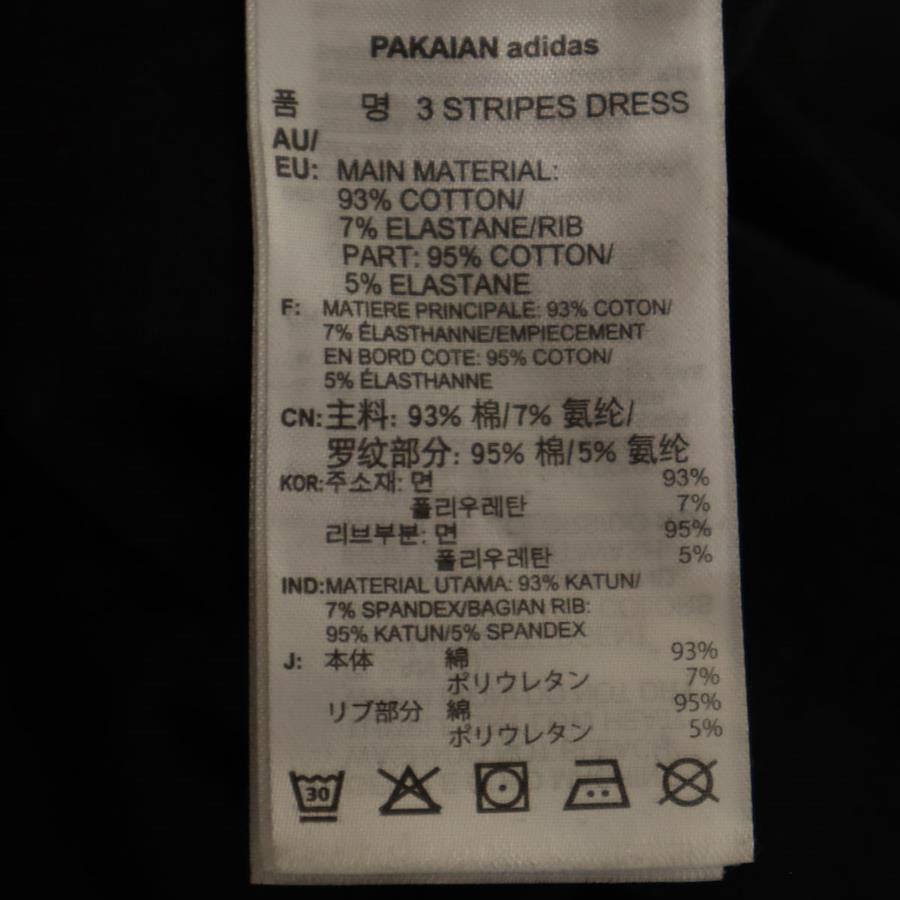 PAKAIAN adidas
품 명 3 STRIPES DRESS
AU/
EU: MAIN MATERIAL:
93% COTTON/
7% ELASTANE/RIB
PART: 95% COTTON/
5% ELASTANE
F: MATIERE PRINCIPALE: 93% COTON/
7% ÉLASTHANNE/EMPIECEMENT
EN BORD COTE: 95% COTON/
5% ÉLASTHANNE
CN:主料: 93% 棉/7% 氨纶/
罗纹部分: 95% 棉/5% 氨纶
KOR:주소재: 면 93%
폴리우레탄 7%
리브부분: 면 95%
폴리우레탄 5%
IND:MATERIAL UTAMA: 93% KATUN/
7% SPANDEX/BAGIAN RIB:
95% KATUN/5% SPANDEX
J: 本体 綿 93%
ポリウレタン 7%
リブ部分 綿 95%
ポリウレタン 5%
30